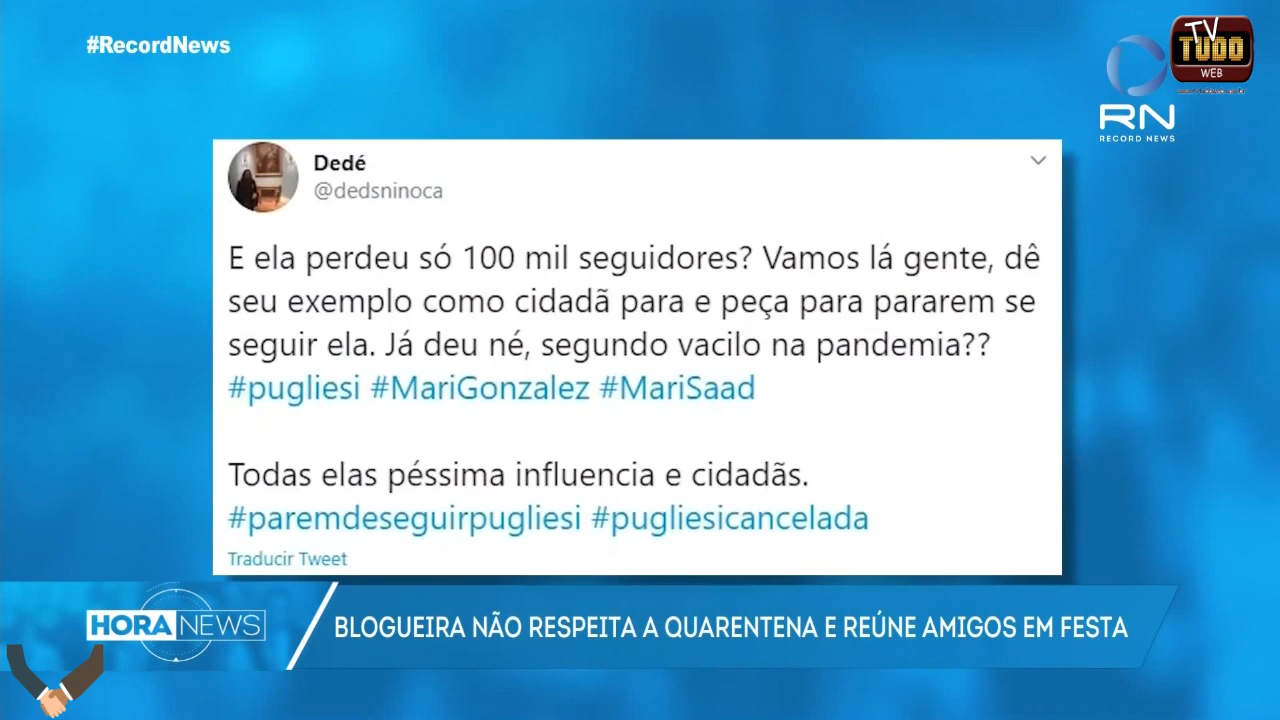 #RecordNews
TV
TUDO
WEB
RN
RECORD NEWS
Dedé
@dedsninoca
E ela perdeu só 100 mil seguidores? Vamos lá gente, dê
seu exemplo como cidadã para e peça para pararem se
seguir ela. Já deu né, segundo vacilo na pandemia??
#pugliesi #MariGonzalez #MariSaad
Todas elas péssima influencia e cidadãs.
#paremdeseguirpugliesi #pugliesicancelada
Traducir Tweet
HORA NEWS
BLOGUEIRA NÃO RESPEITA A QUARENTENA E REÚNE AMIGOS EM FESTA